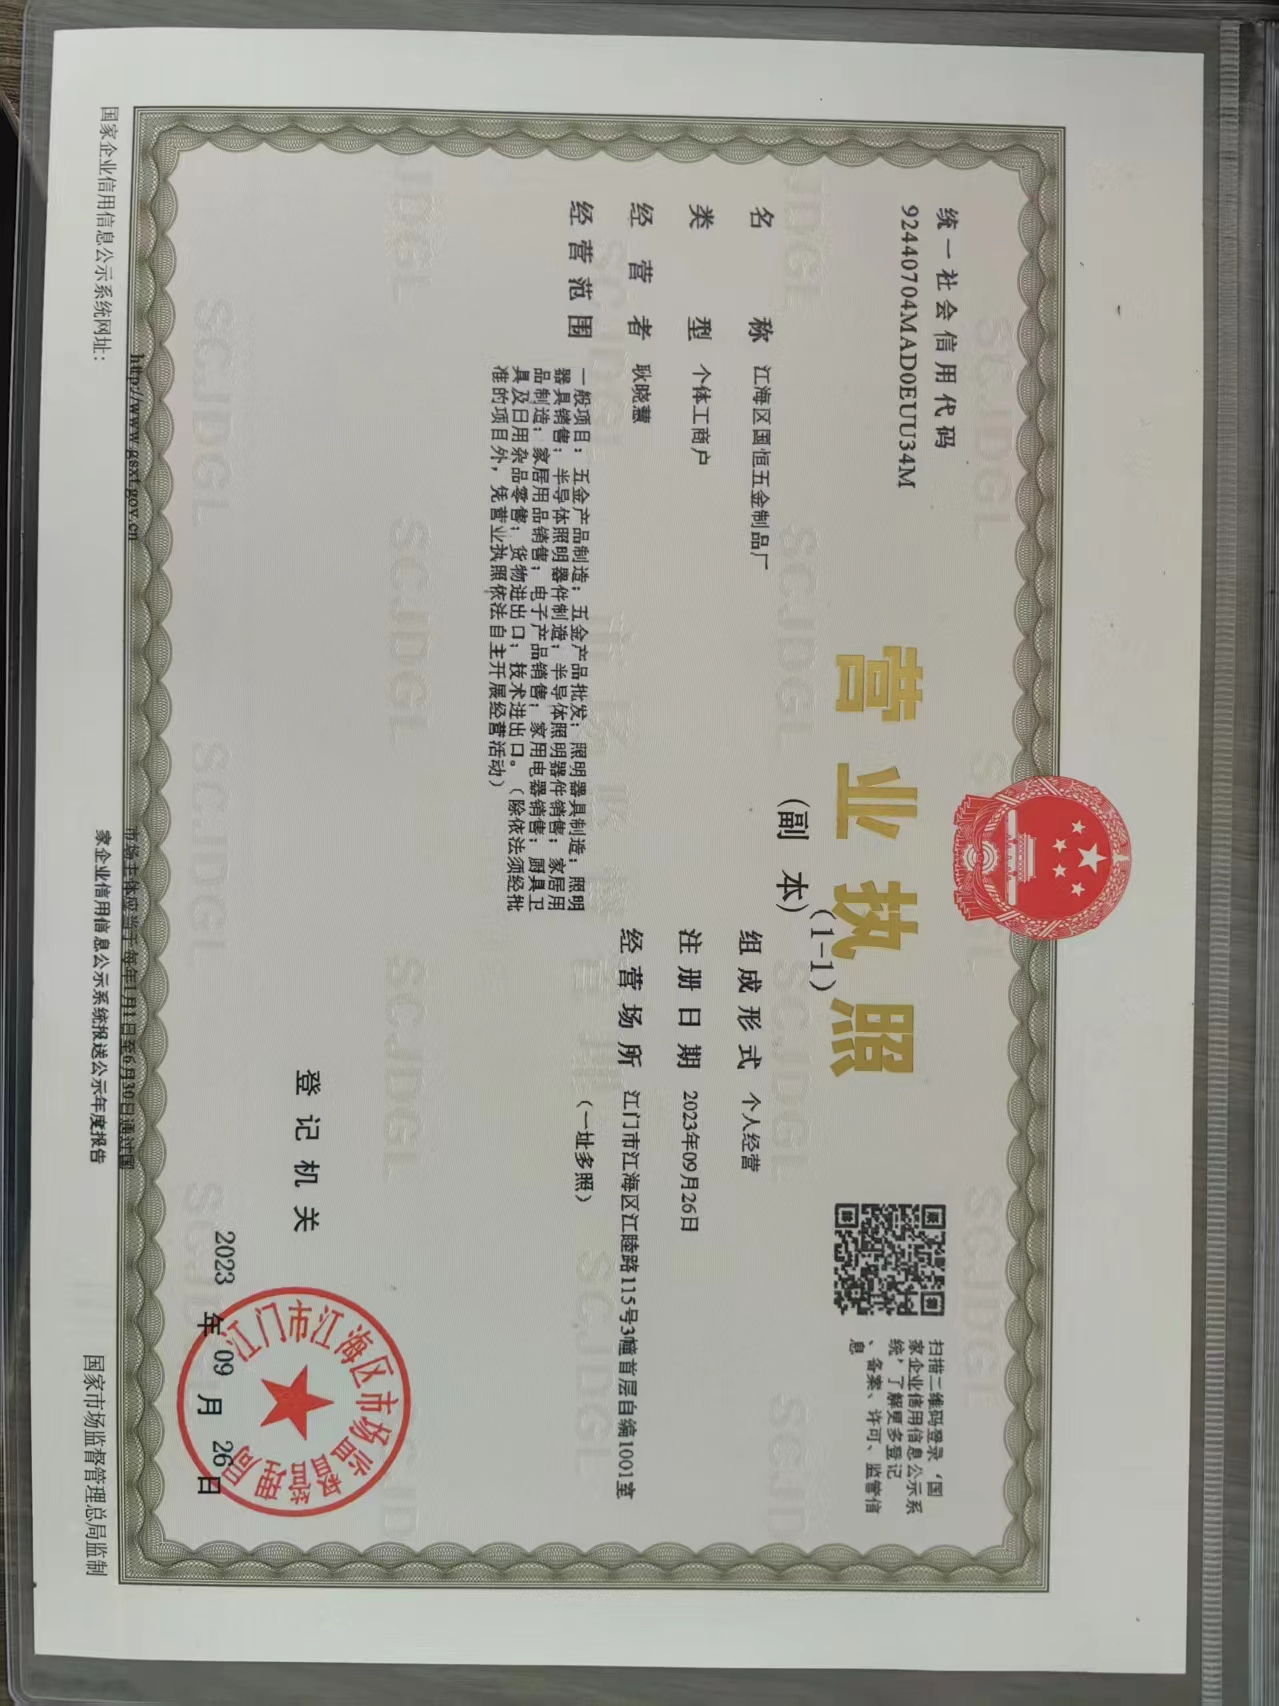 统一社会信用代码
92440704MAD0EUU34M
营业执照
(副 本)(1-1)
扫描二维码登录‘国
家企业信用信息公示系
统’了解更多登记
、备案、许可、监管信
息
名 称 江海区国恒五金制品厂
类 型 个体工商户
经 营 者 耿晓慧
经 营 范 围 一般项目：五金产品制造；五金产品批发；照明器具制造；照明
器具销售；半导体照明器件制造；半导体照明器件销售；家居用
品制造；家居用品销售；电子产品销售；家用电器销售；厨具卫
具及日用杂品零售；货物进出口；技术进出口。（除依法须经批
准的项目外，凭营业执照依法自主开展经营活动）
组 成 形 式 个人经营
注 册 日 期 2023年09月26日
经 营 场 所 江门市江海区江睦路115号3幢首层自编1001室
（一址多照）
登 记 机 关
江门市江海区市场监督管理局
2023 年 09 月 26 日
国家企业信用信息公示系统网址：
http://www.gsxt.gov.cn
市场主体应当于每年1月1日至6月30日通过国
家企业信用信息公示系统报送公示年度报告
国家市场监督管理总局监制
SCJDGL